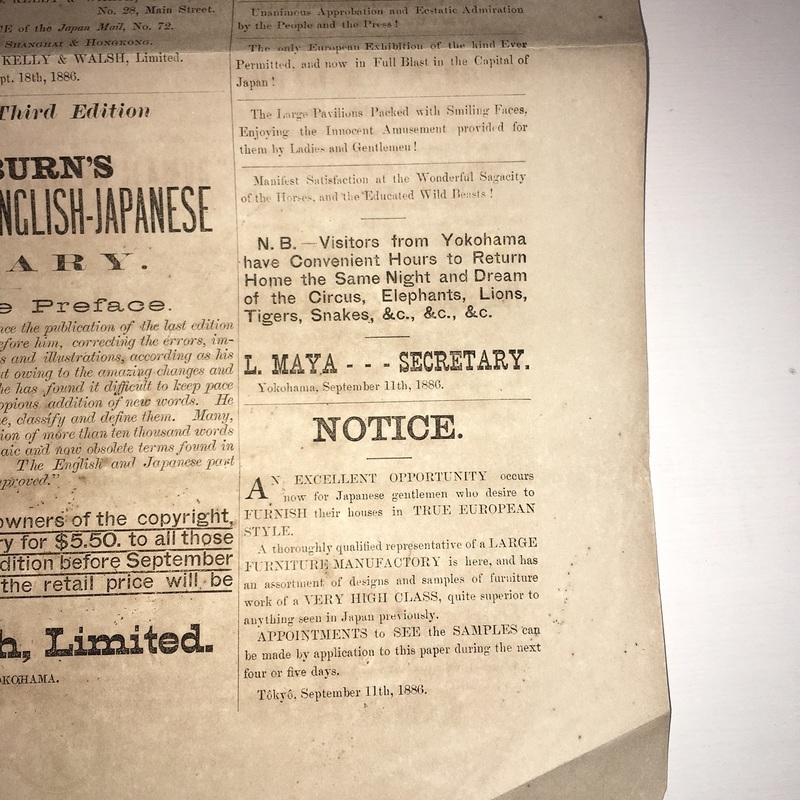 No. 28, Main Street.
OFFICE of the Japan Mail, No. 72.
SHANGHAI & HONGKONG.
KELLY & WALSH, Limited.
pt. 18th, 1886.
Third Edition
BURN'S
NGLISH-JAPANESE
ARY.
e Preface.
nce the publication of the last edition
efore him, correcting the errors, im-
s and illustrations, according as his
t owing to the amazing changes and
he has found it difficult to keep pace
opious addition of new words. He
e, classify and define them. Many,
ion of more than ten thousand words
aic and now obsolete terms found in
The English and Japanese part
proved."
owners of the copyright,
ry for $5.50. to all those
dition before September
the retail price will be
h, Limited.
KOHAMA.
Unanimous Approbation and Ecstatic Admiration
by the People and the Press!
The only European Exhibition of the kind Ever
Permitted, and now in Full Blast in the Capital of
Japan!
The Large Pavilions Packed with Smiling Faces,
Enjoying the Innocent Amusement provided for
them by Ladies and Gentlemen!
Manifest Satisfaction at the Wonderful Sagacity
of the Horses, and the Educated Wild Beasts!
N. B.—Visitors from Yokohama
have Convenient Hours to Return
Home the Same Night and Dream
of the Circus, Elephants, Lions,
Tigers, Snakes, &c., &c., &c.
L. MAYA - - - SECRETARY.
Yokohama, September 11th, 1886.
NOTICE.
AN EXCELLENT OPPORTUNITY occurs
now for Japanese gentlemen who desire to
FURNISH their houses in TRUE EUROPEAN
STYLE.
A thoroughly qualified representative of a LARGE
FURNITURE MANUFACTORY is here, and has
an assortment of designs and samples of furniture
work of a VERY HIGH CLASS, quite superior to
anything seen in Japan previously.
APPOINTMENTS to SEE the SAMPLES can
be made by application to this paper during the next
four or five days.
Tôkyô, September 11th, 1886.